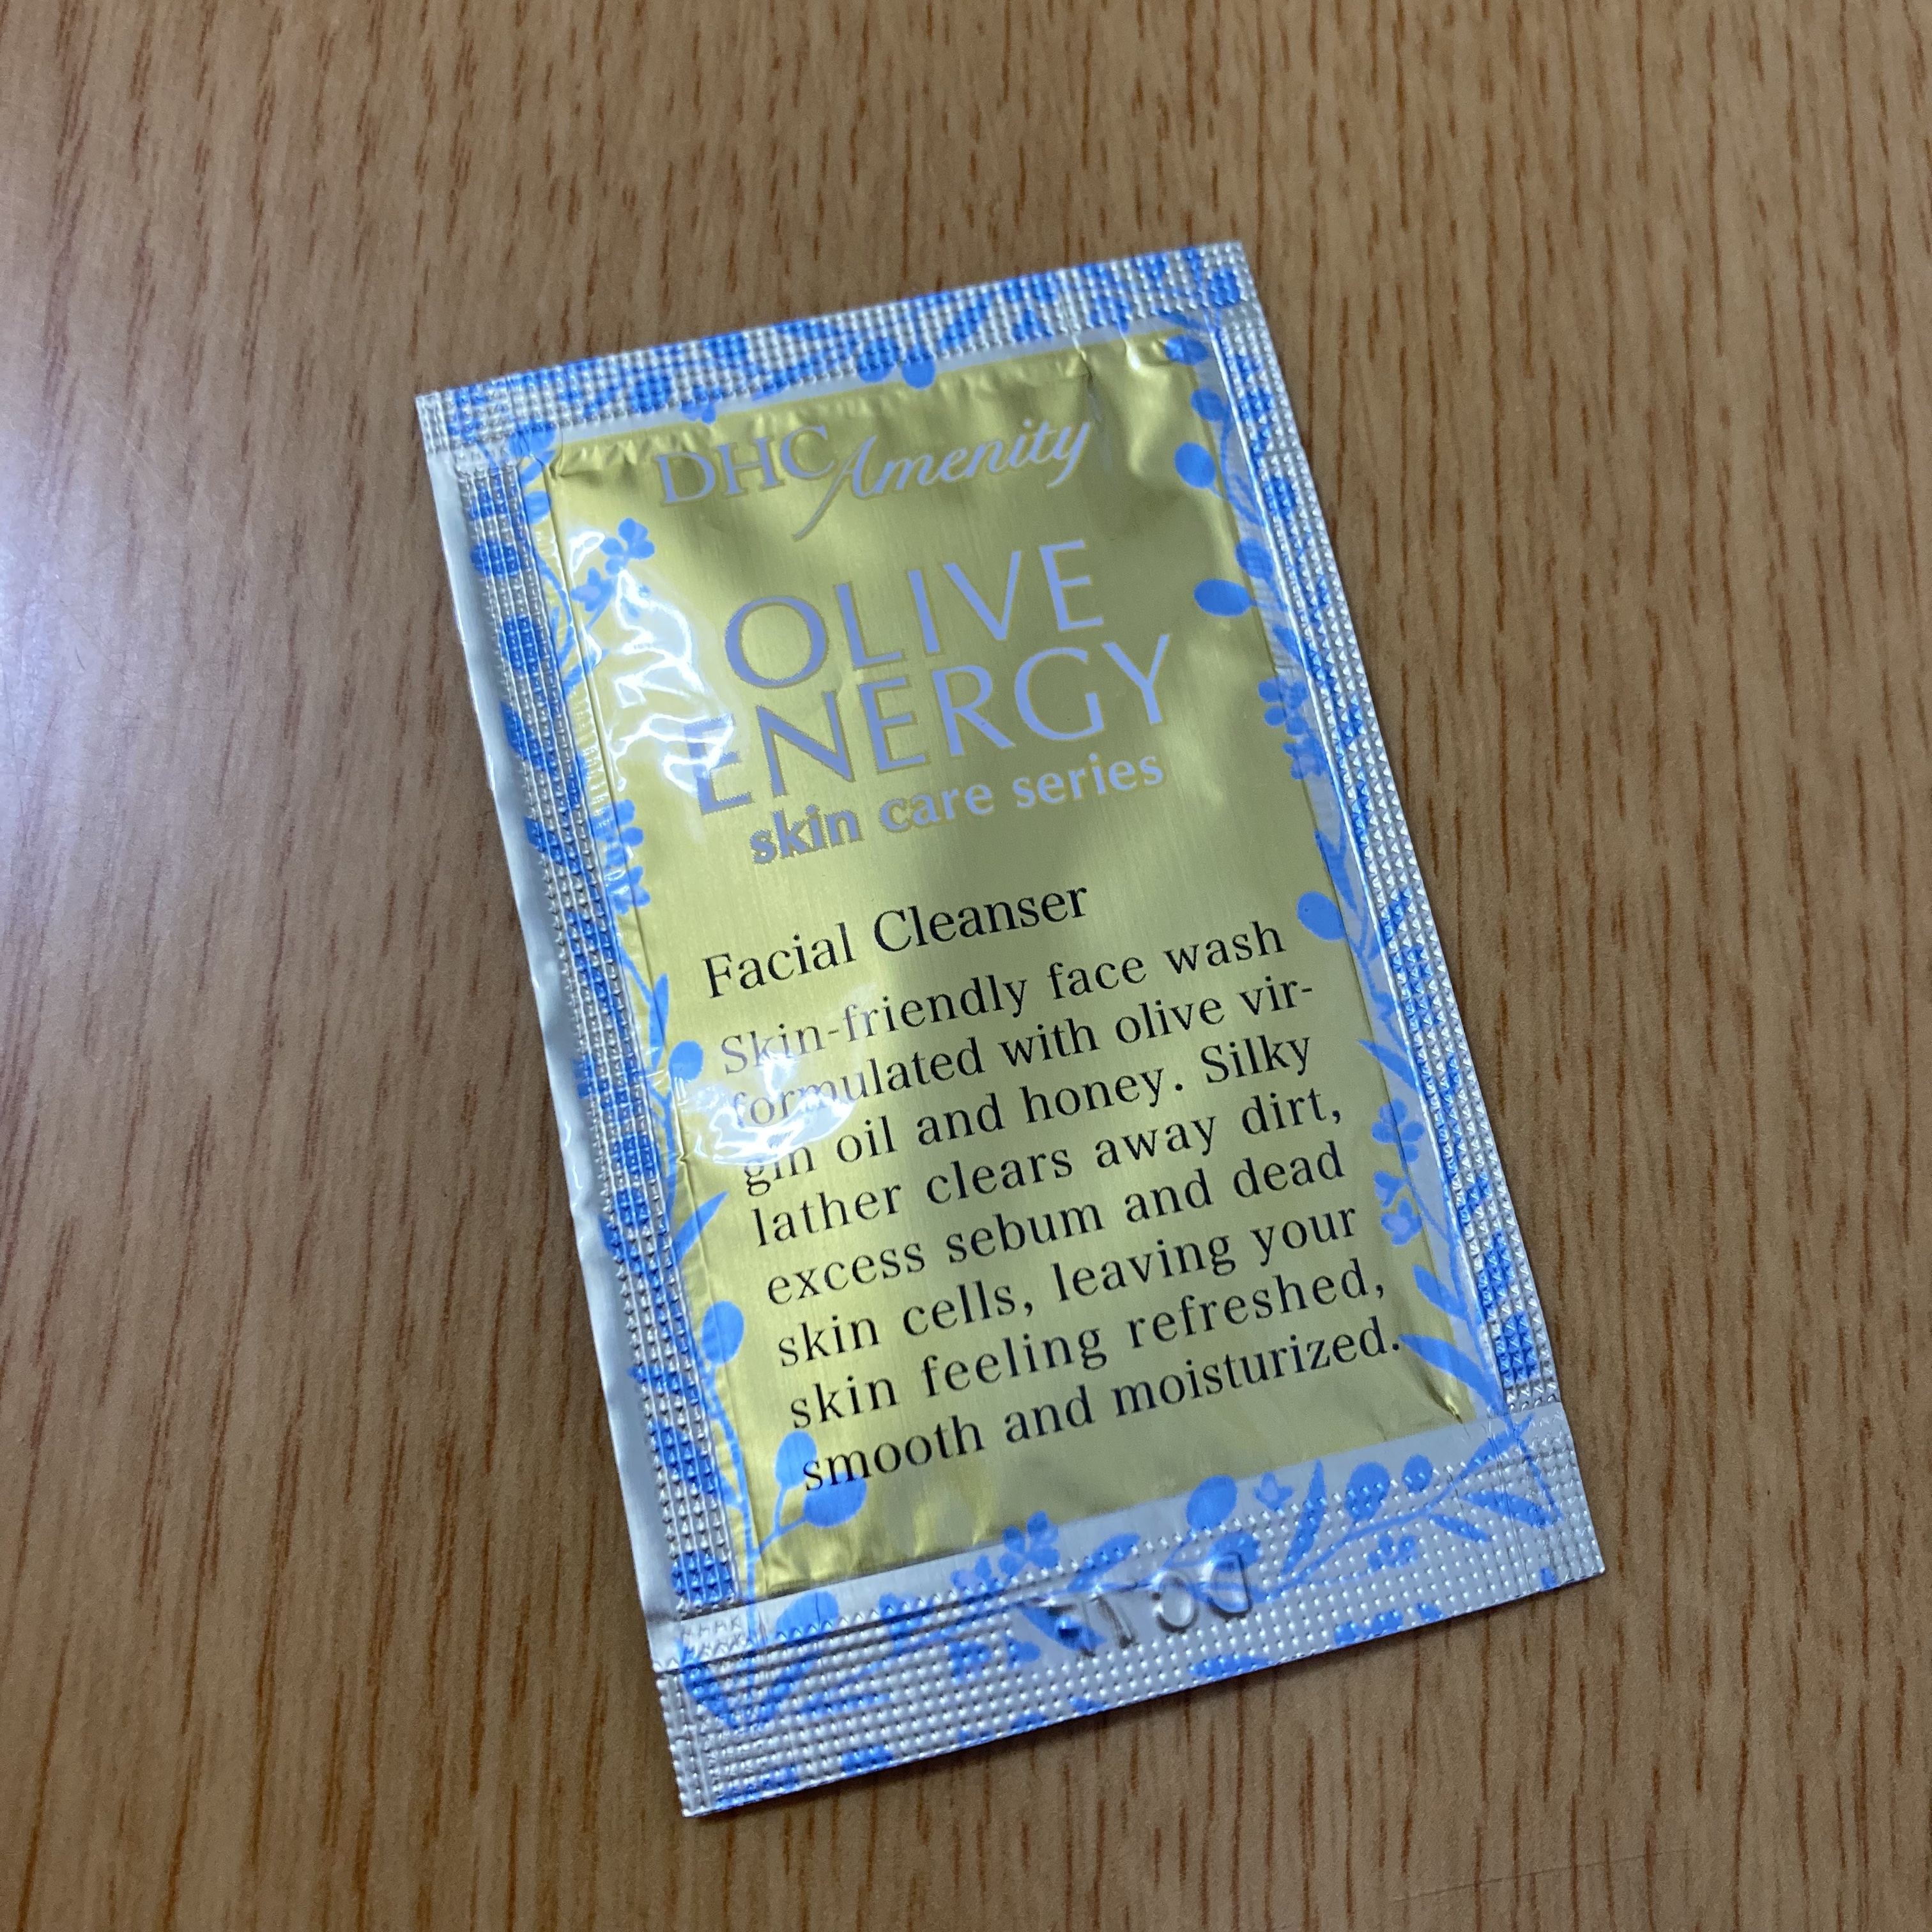 DHC Amenity
OLIVE
ENERGY
skin care series
Facial Cleanser
Skin-friendly face wash
formulated with olive vir-
gin oil and honey. Silky
lather clears away dirt,
excess sebum and dead
skin cells, leaving your
skin feeling refreshed,
smooth and moisturized.